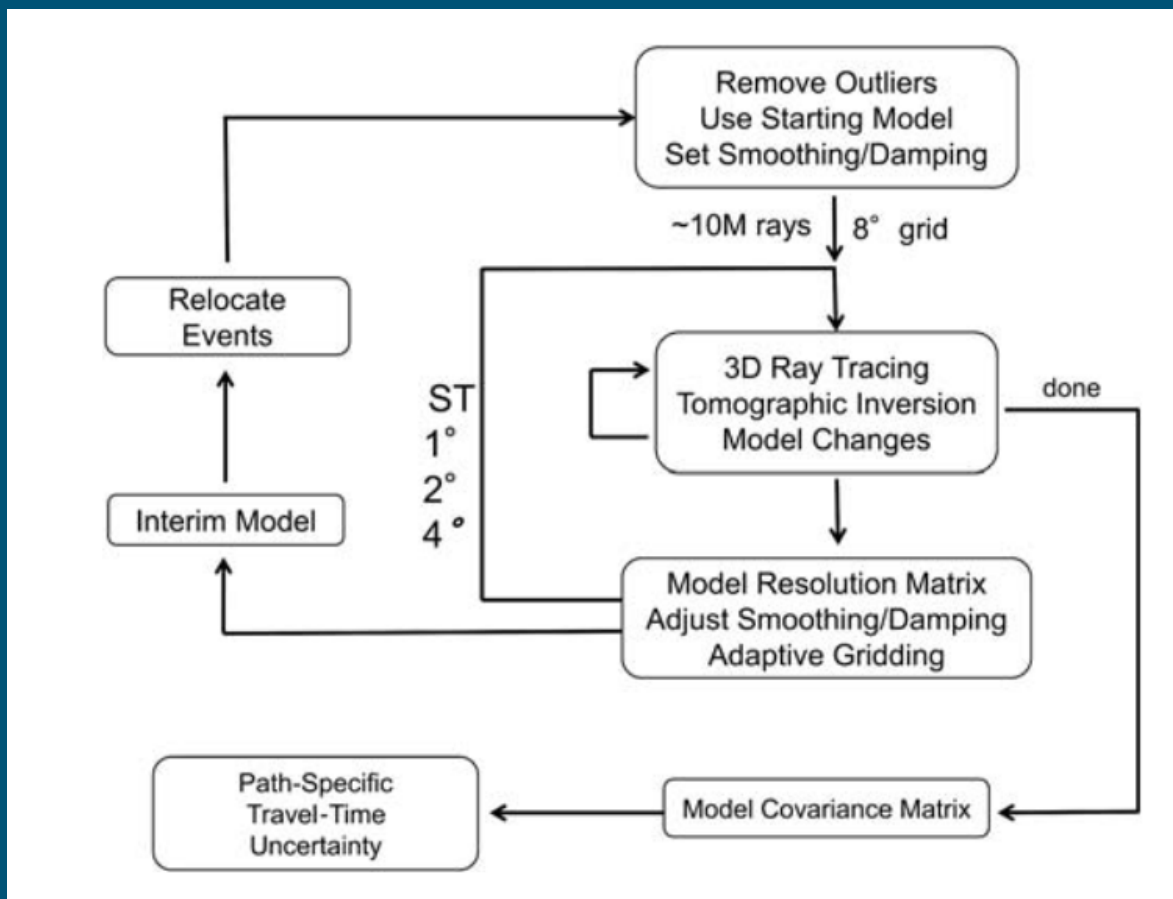 Remove Outliers
Use Starting Model
Set Smoothing/Damping
~10M rays
8° grid
Relocate
Events
3D Ray Tracing
Tomographic Inversion
Model Changes
done
ST
1°
2°
4°
Interim Model
Model Resolution Matrix
Adjust Smoothing/Damping
Adaptive Gridding
Path-Specific
Travel-Time
Uncertainty
Model Covariance Matrix